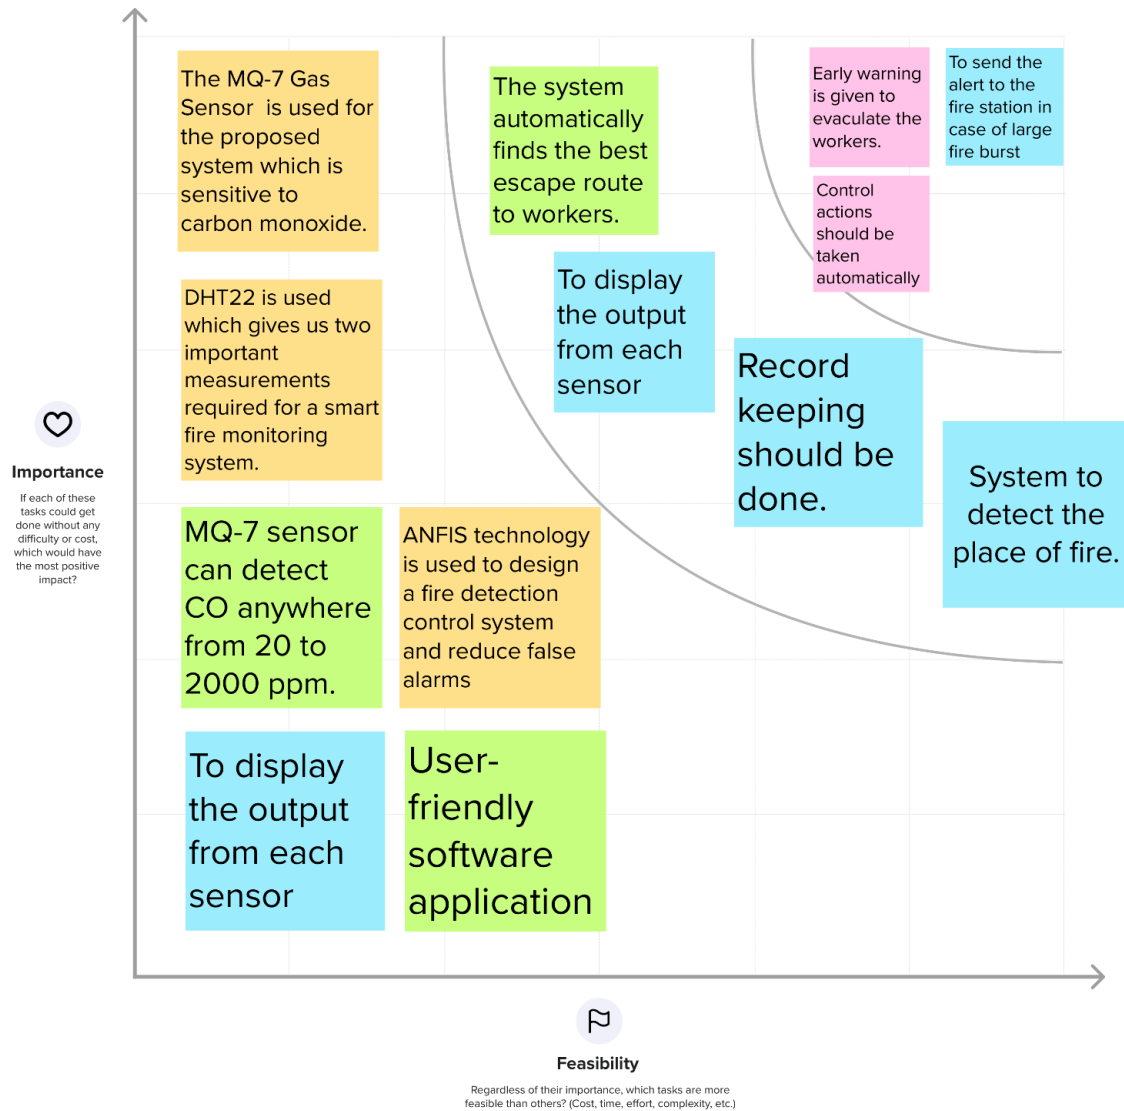 The MQ-7 Gas
Sensor is used for
the proposed
system which is
sensitive to
carbon monoxide.
The system
automatically
finds the best
escape route
to workers.
Early warning
is given to
evaculate the
workers.
To send the
alert to the
fire station in
case of large
fire burst
Control
actions
should be
taken
automatically
DHT22 is used
which gives us two
important
measurements
required for a smart
fire monitoring
system.
To display
the output
from each
sensor
Record
keeping
should be
done.
System to
detect the
place of fire.
Importance
If each of these
tasks could get
done without any
difficulty or cost,
which would have
the most positive
impact?
MQ-7 sensor
can detect
CO anywhere
from 20 to
2000 ppm.
ANFIS technology
is used to design
a fire detection
control system
and reduce false
alarms
To display
the output
from each
sensor
User-
friendly
software
application
Feasibility
Regardless of their importance, which tasks are more
feasible than others? (Cost, time, effort, complexity, etc.)